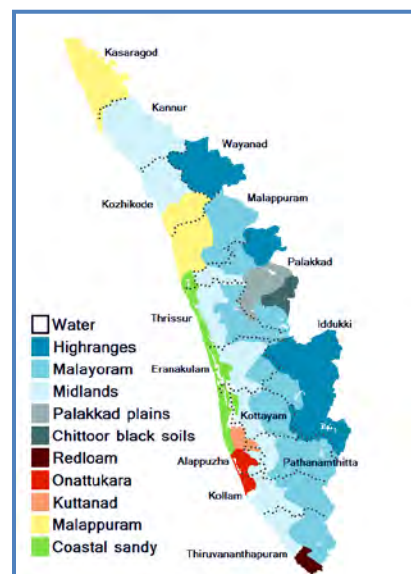 Kasaragod
Kannur
Wayanad
Kozhikode
Malappuram
Palakkad
Thrissur
Iddukki
Eranakulam
Kottayam
Alappuzha
Pathanamthitta
Kollam
Thiruvananthapuram
Water
Highranges
Malayoram
Midlands
Palakkad plains
Chittoor black soils
Redloam
Onattukara
Kuttanad
Malappuram
Coastal sandy